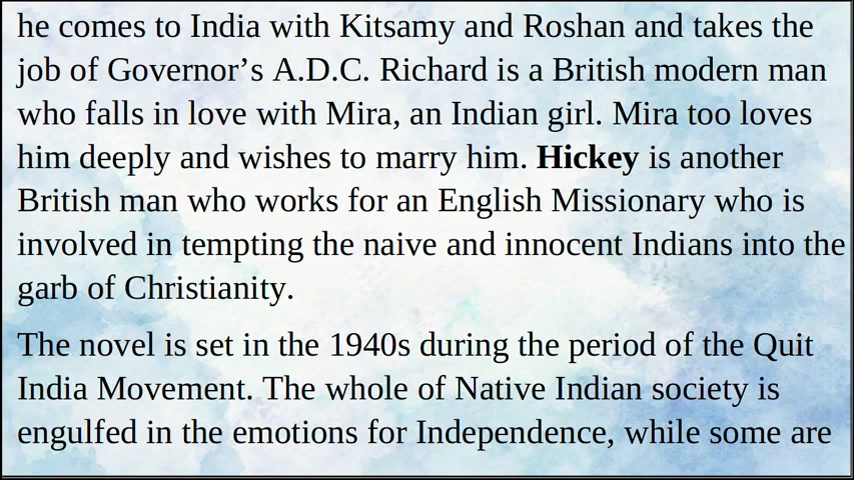 he comes to India with Kitsamy and Roshan and takes the
job of Governor’s A.D.C. Richard is a British modern man
who falls in love with Mira, an Indian girl. Mira too loves
him deeply and wishes to marry him. Hickey is another
British man who works for an English Missionary who is
involved in tempting the naive and innocent Indians into the
garb of Christianity.
The novel is set in the 1940s during the period of the Quit
India Movement. The whole of Native Indian society is
engulfed in the emotions for Independence, while some are